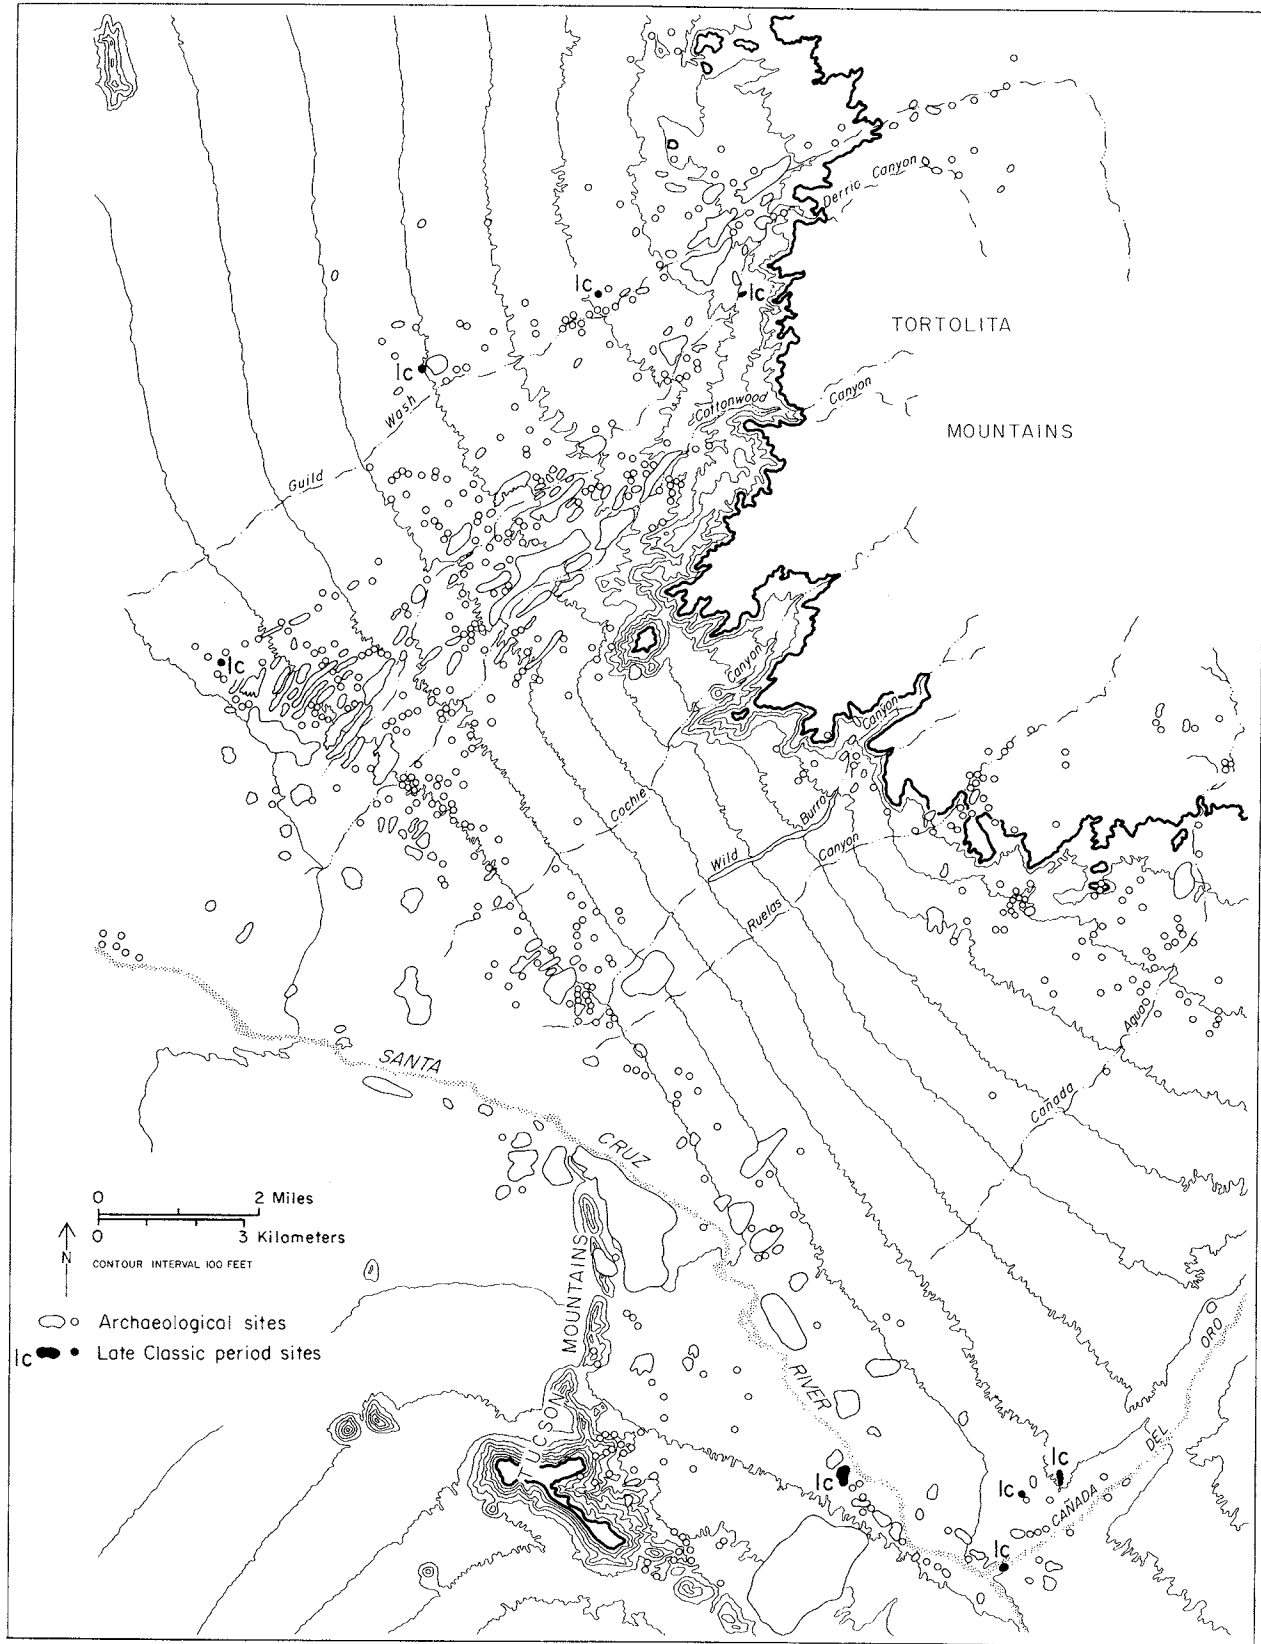 Derrio Canyon
lc
lc
TORTOLITA
lc
Canyon
Cottonwood
Wash
MOUNTAINS
Guild
lc
Canyon
Canyon
Cochie
Burro
Wild
Canyon
Ruelas
Agua
SANTA
Cañada
CRUZ
0 2 Miles
0 3 Kilometers
N
CONTOUR INTERVAL 100 FEET
MOUNTAINS
Archaeological sites
ORO
lc Late Classic period sites
RIVER
TUCSON
DEL
lc
lc
lc
CAÑADA
lc